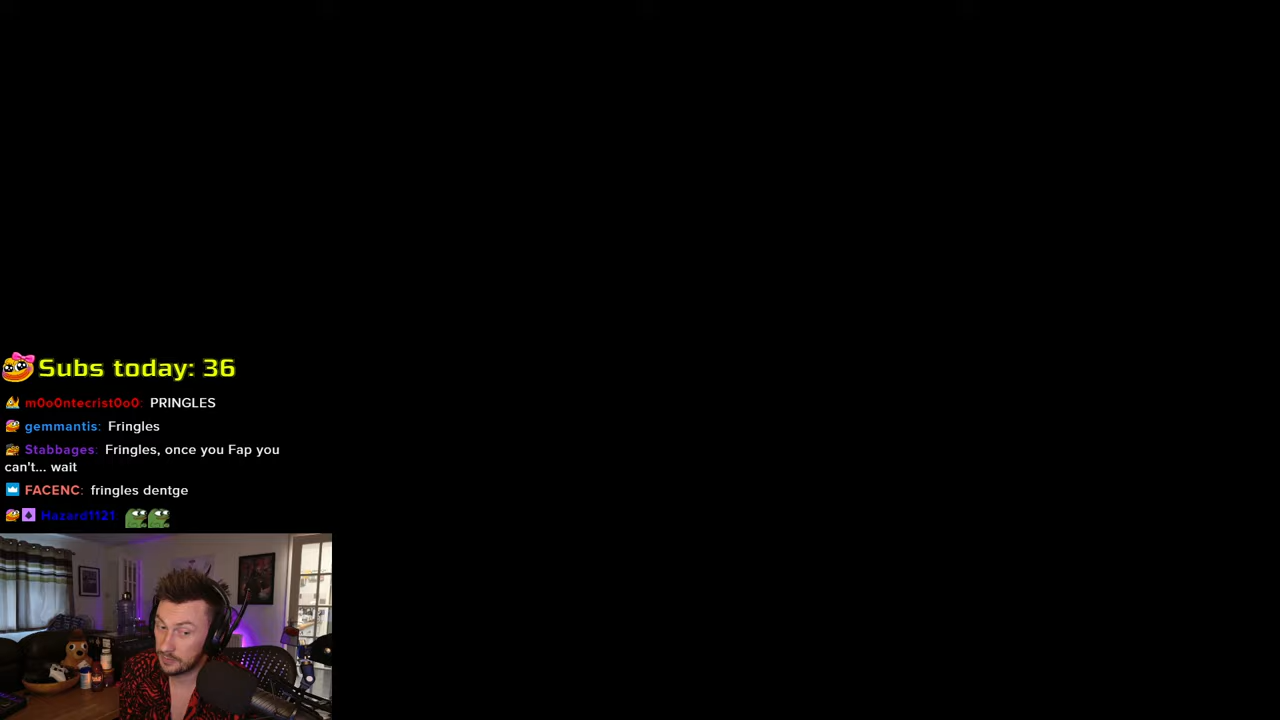 Subs today: 36
m0o0ntecrist0o0: PRINGLES
gemmantis: Fringles
Stabbages: Fringles, once you Fap you
can't... wait
FACENC: fringles dentge
Hazard1121